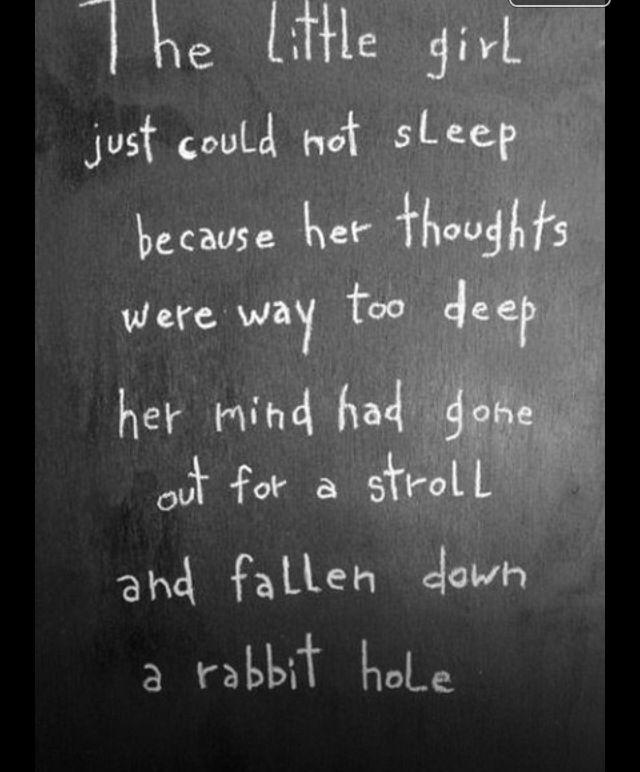 The little girl
just could not sleep
because her thoughts
were way too deep
her mind had gone
out for a stroll
and fallen down
a rabbit hole